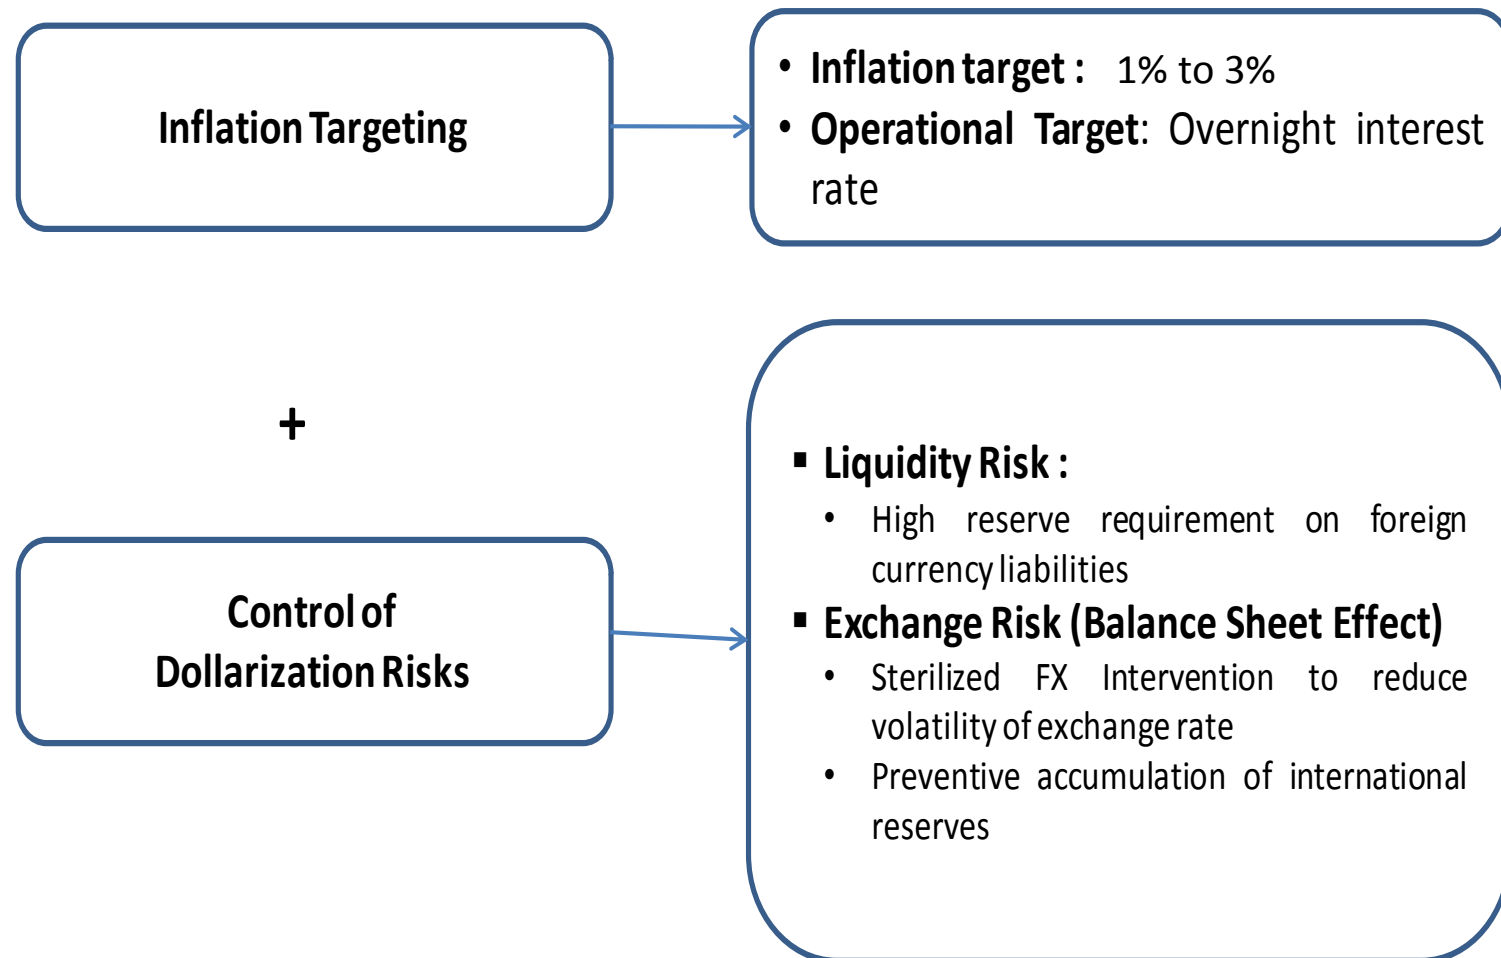 Inflation Targeting
• Inflation target : 1% to 3%
• Operational Target: Overnight interest
rate
+
Control of
Dollarization Risks
▪ Liquidity Risk :
• High reserve requirement on foreign
currency liabilities
▪ Exchange Risk (Balance Sheet Effect)
• Sterilized FX Intervention to reduce
volatility of exchange rate
• Preventive accumulation of international
reserves